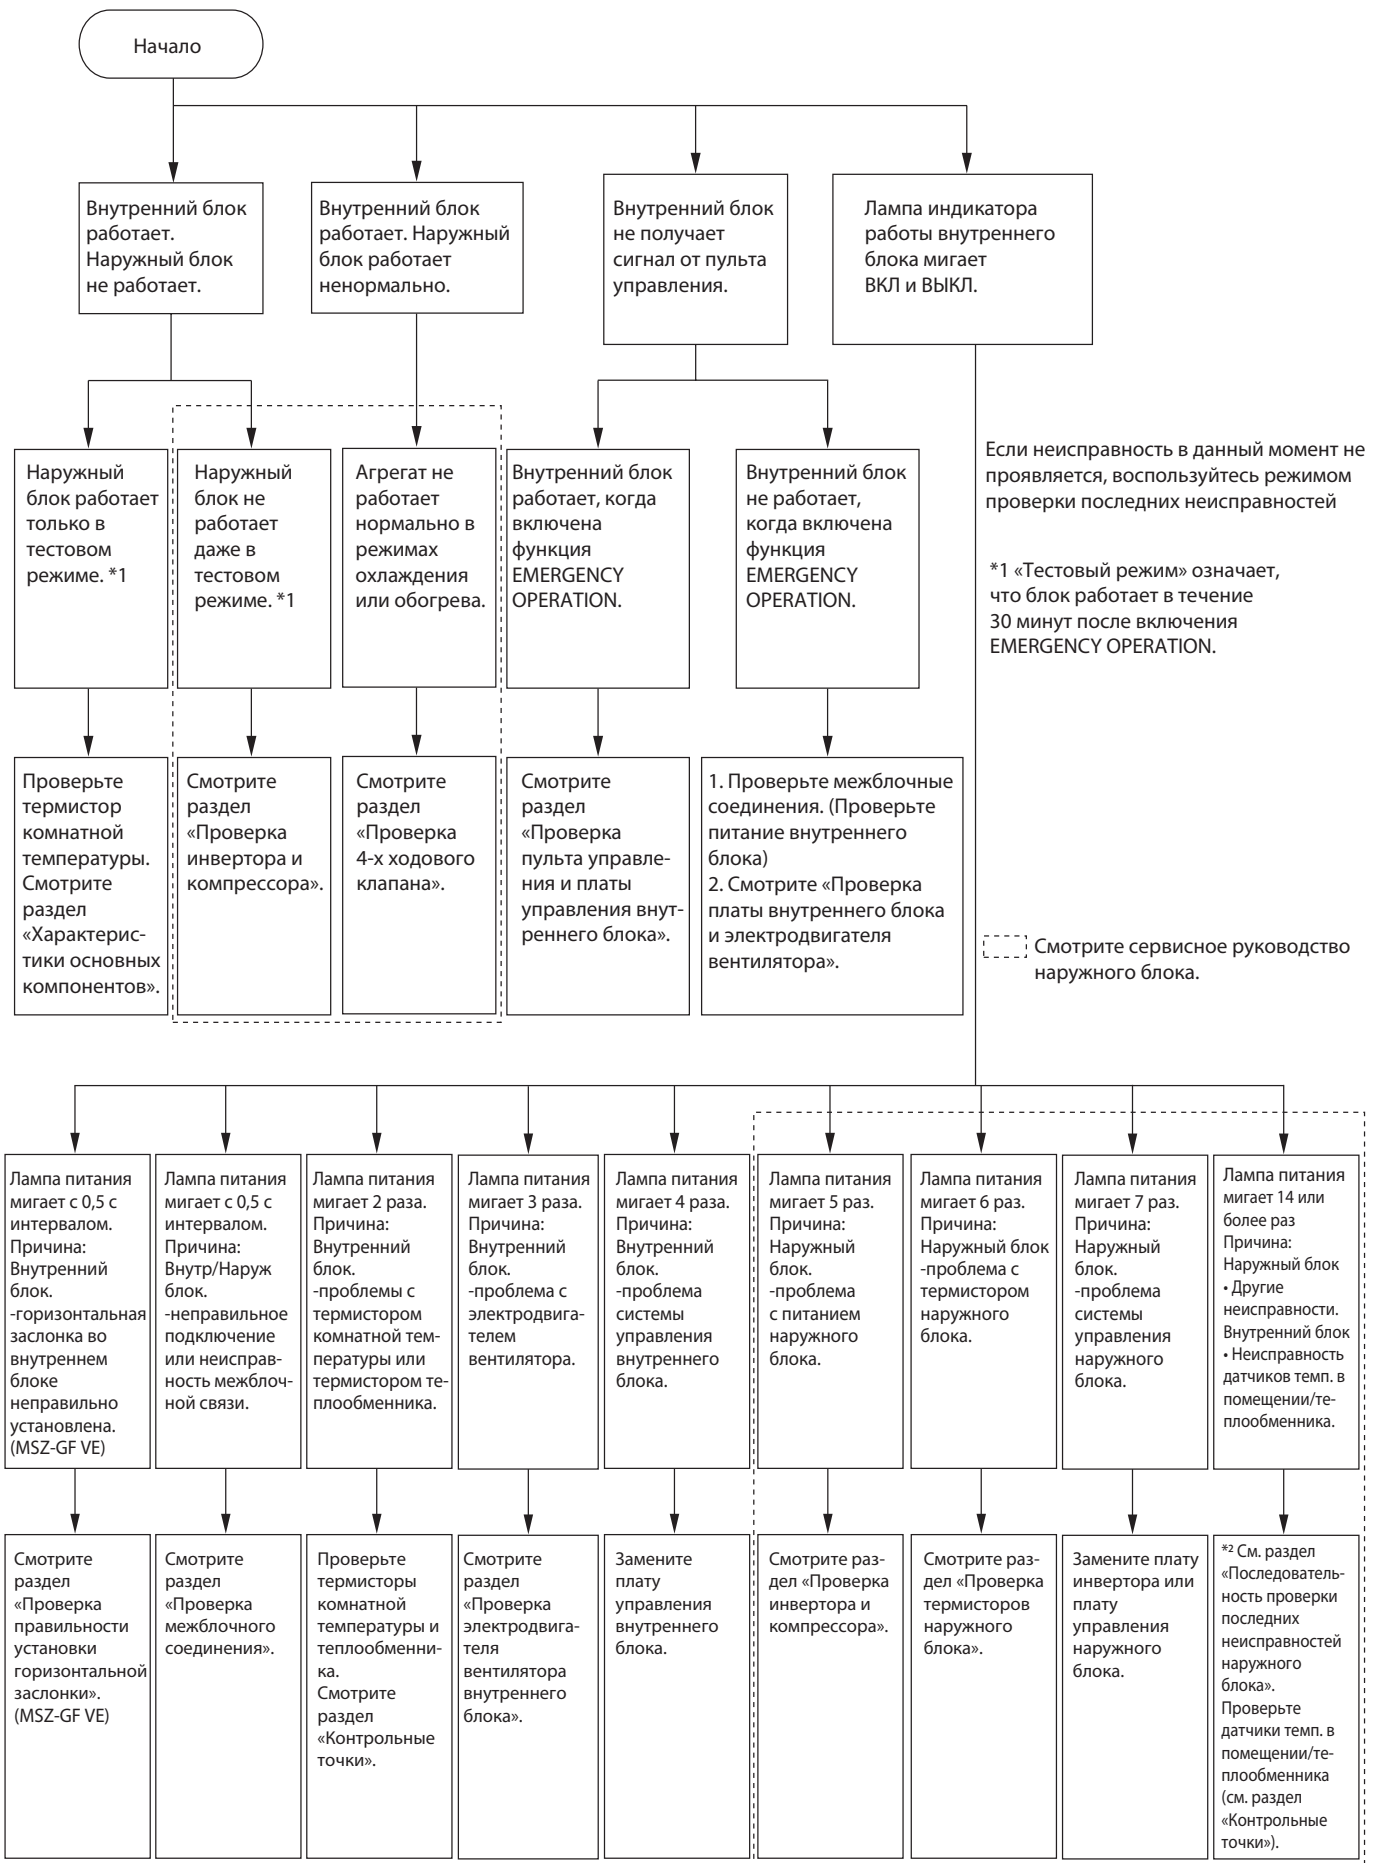 Начало
Внутренний блок
работает.
Наружный блок
не работает.
Внутренний блок
работает. Наружный
блок работает
ненормально.
Внутренний блок
не получает
сигнал от пульта
управления.
Лампа индикатора
работы внутреннего
блока мигает
ВКЛ и ВЫКЛ.
Наружный
блок работает
только в
тестовом
режиме. *1
Наружный
блок не
работает
даже в
тестовом
режиме. *1
Агрегат не
работает
нормально в
режимах
охлаждения
или обогрева.
Внутренний блок
работает, когда
включена
функция
EMERGENCY
OPERATION.
Внутренний блок
не работает,
когда включена
функция
EMERGENCY
OPERATION.
Если неисправность в данный момент не
проявляется, воспользуйтесь режимом
проверки последних неисправностей
*1 «Тестовый режим» означает,
что блок работает в течение
30 минут после включения
EMERGENCY OPERATION.
Проверьте
термистор
комнатной
температуры.
Смотрите
раздел
«Характерис-
тики основных
компонентов».
Смотрите
раздел
«Проверка
инвертора и
компрессора».
Смотрите
раздел
«Проверка
4-х ходового
клапана».
Смотрите
раздел
«Проверка
пульта управле-
ния и платы
управления внут-
реннего блока».
1. Проверьте межблочные
соединения. (Проверьте
питание внутреннего
блока)
2. Смотрите «Проверка
платы внутреннего блока
и электродвигателя
вентилятора».
Смотрите сервисное руководство
наружного блока.
Лампа питания
мигает с 0,5 с
интервалом.
Причина:
Внутренний
блок.
-горизонтальная
заслонка во
внутреннем
блоке
неправильно
установлена.
(MSZ-GF VE)
Лампа питания
мигает с 0,5 с
интервалом.
Причина:
Внутр/Наруж
блок.
-неправильное
подключение
или неисправ-
ность межблоч-
ной связи.
Лампа питания
мигает 2 раза.
Причина:
Внутренний
блок.
-проблемы с
термистором
комнатной тем-
пературы или
термистором те-
плообменника.
Лампа питания
мигает 3 раза.
Причина:
Внутренний
блок.
-проблема с
электродвига-
телем
вентилятора.
Лампа питания
мигает 4 раза.
Причина:
Внутренний
блок.
-проблема
системы
управления
внутреннего
блока.
Лампа питания
мигает 5 раз.
Причина:
Наружный
блок.
-проблема
с питанием
наружного
блока.
Лампа питания
мигает 6 раз.
Причина:
Наружный блок
-проблема с
термистором
наружного
блока.
Лампа питания
мигает 7 раз.
Причина:
Наружный
блок.
-проблема
системы
управления
наружного
блока.
Лампа питания
мигает 14 или
более раз
Причина:
Наружный блок
• Другие
неисправности.
Внутренний блок
• Неисправность
датчиков темп. в
помещении/те-
плообменника.
Смотрите
раздел
«Проверка
правильности
установки
горизонтальной
заслонки».
(MSZ-GF VE)
Смотрите
раздел
«Проверка
межблочного
соединения».
Проверьте
термисторы
комнатной
температуры и
теплообменни-
ка.
Смотрите
раздел
«Контрольные
точки».
Смотрите
раздел
«Проверка
электродвига-
теля
вентилятора
внутреннего
блока».
Замените
плату
управления
внутреннего
блока.
Смотрите раз-
дел «Проверка
инвертора и
компрессора».
Смотрите раз-
дел «Проверка
термисторов
наружного
блока».
Замените плату
инвертора или
плату
управления
наружного
блока.
*² См. раздел
«Последователь-
ность проверки
последних
неисправностей
наружного
блока».
Проверьте
датчики темп. в
помещении/те-
плообменника
(см. раздел
«Контрольные
точки»).